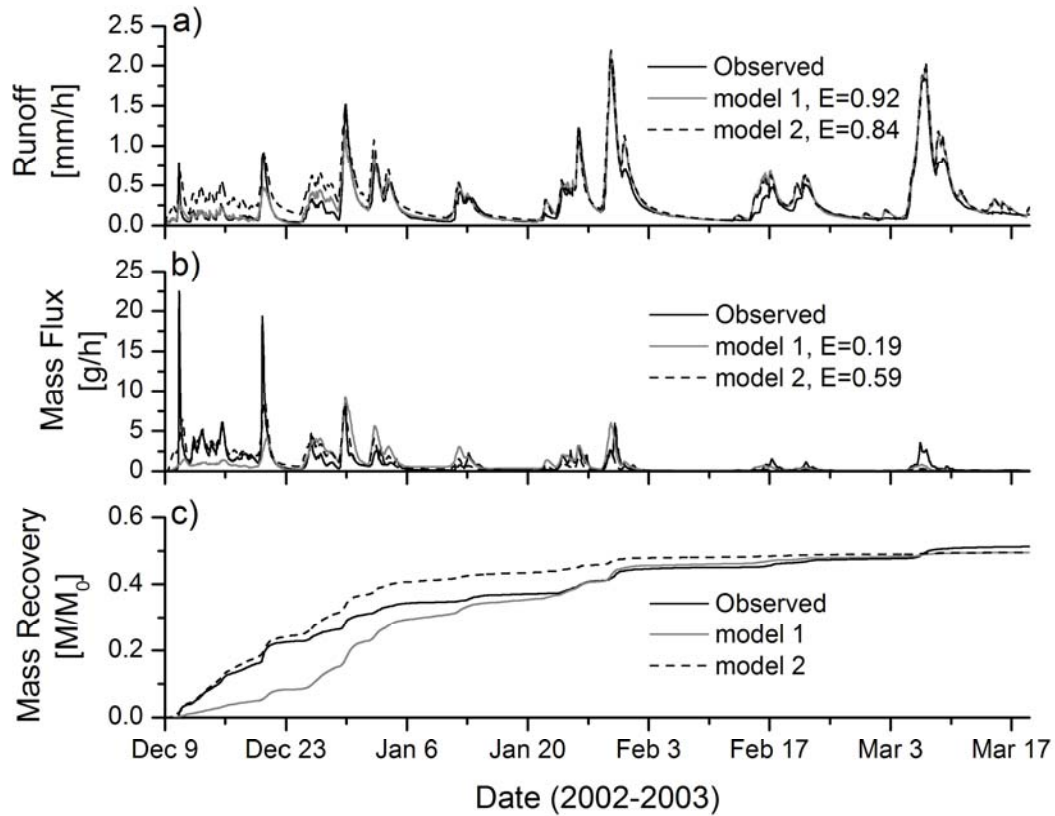 a)
Runoff
[mm/h]
2.5
2.0
1.5
1.0
0.5
0.0
Observed
model 1, E=0.92
model 2, E=0.84
b)
Mass Flux
[g/h]
25
20
15
10
5
0
Observed
model 1, E=0.19
model 2, E=0.59
c)
Mass Recovery
[M/M₀]
0.6
0.4
0.2
0.0
Observed
model 1
model 2
Dec 9 Dec 23 Jan 6 Jan 20 Feb 3 Feb 17 Mar 3 Mar 17
Date (2002-2003)